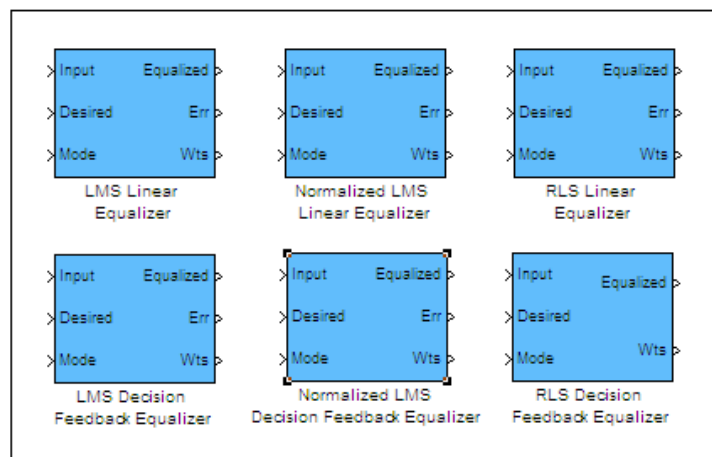 Input Equalized
Desired Err
Mode Wts
LMS Linear
Equalizer
Input Equalized
Desired Err
Mode Wts
Normalized LMS
Linear Equalizer
Input Equalized
Desired Err
Mode Wts
RLS Linear
Equalizer
Input Equalized
Desired Err
Mode Wts
LMS Decision
Feedback Equalizer
Input Equalized
Desired Err
Mode Wts
Normalized LMS
Decision Feedback Equalizer
Input Equalized
Desired
Mode Wts
RLS Decision
Feedback Equalizer